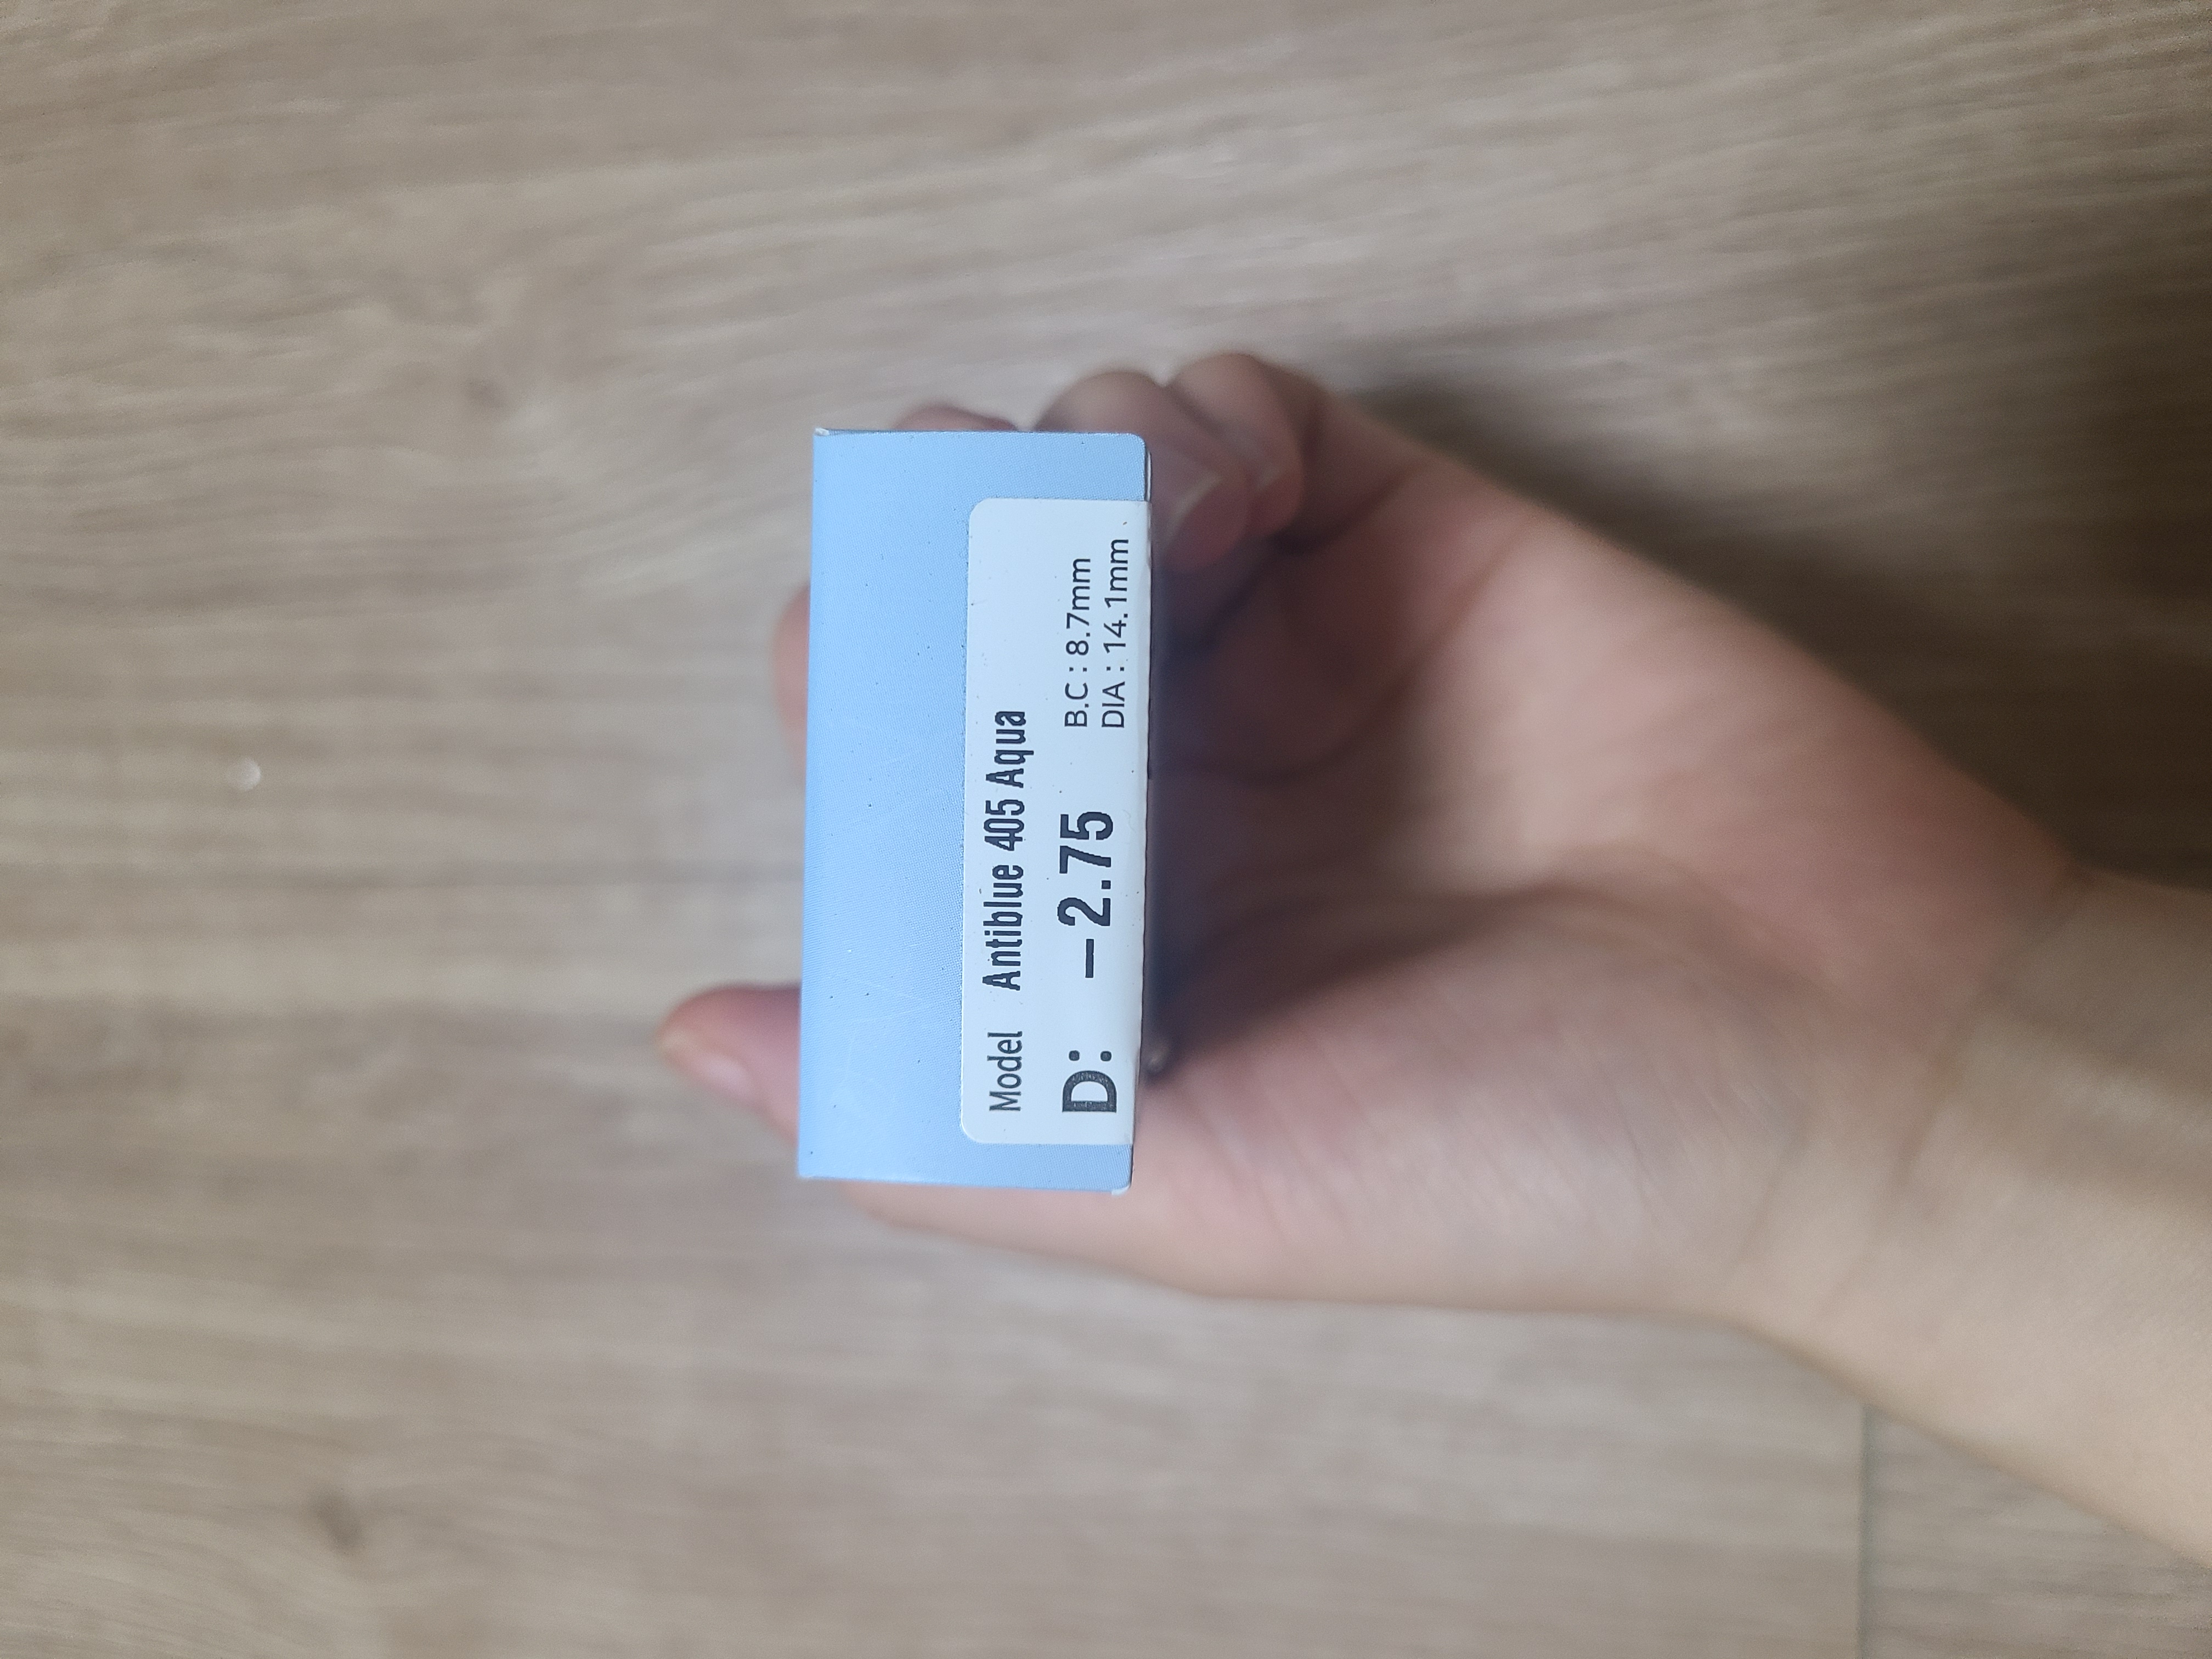 Model Antiblue 405 Aqua
D: −2.75
B.C : 8.7mm
DIA : 14.1mm